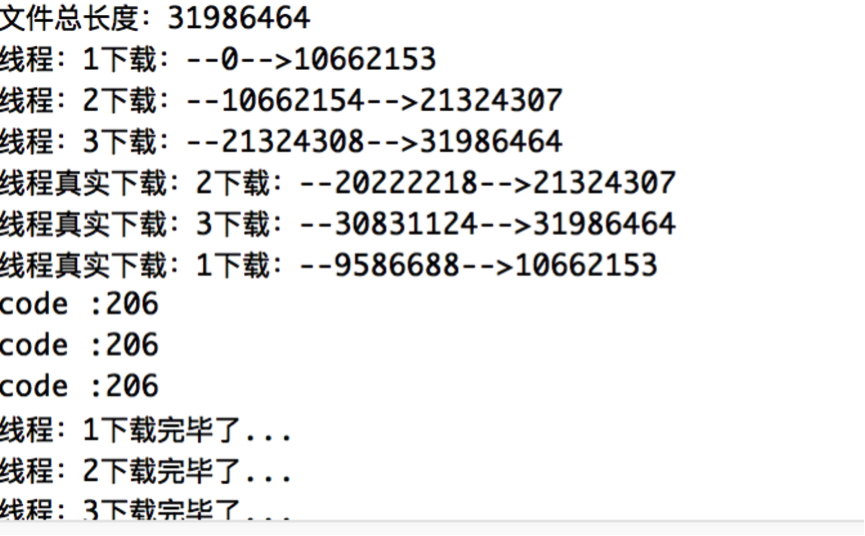 文件总长度：31986464
线程：1下载：--0-->10662153
线程：2下载：--10662154-->21324307
线程：3下载：--21324308-->31986464
线程真实下载：2下载：--20222218-->21324307
线程真实下载：3下载：--30831124-->31986464
线程真实下载：1下载：--9586688-->10662153
code :206
code :206
code :206
线程：1下载完毕了...
线程：2下载完毕了...
线程：3下载完毕了...